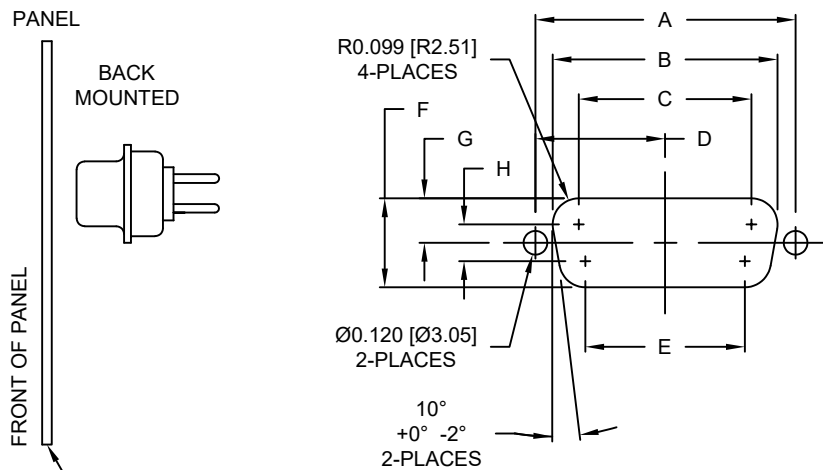 PANEL
BACK
MOUNTED
FRONT OF PANEL
A
R0.099 [R2.51]
4-PLACES
B
C
F
G
D
H
Ø0.120 [Ø3.05]
2-PLACES
E
10°
+0° -2°
2-PLACES